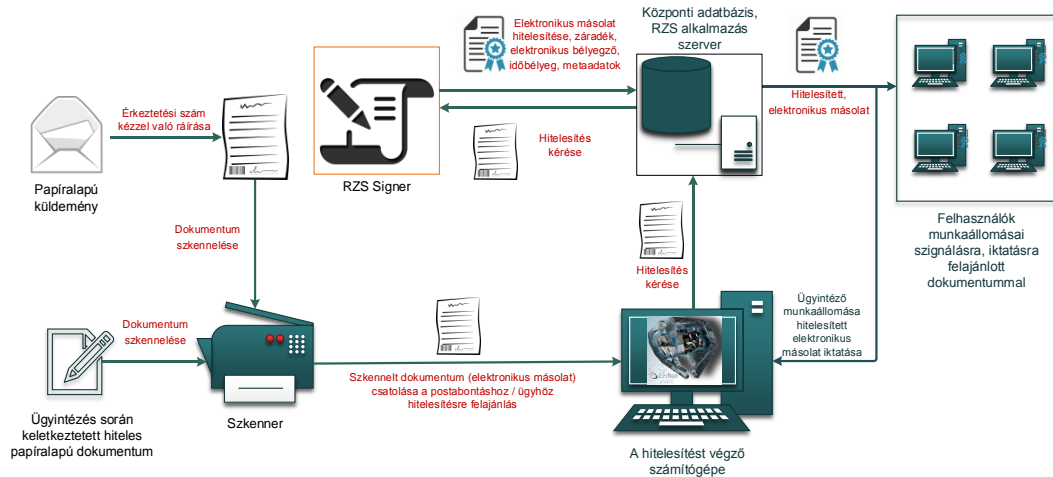 Elektronikus másolat
hitelesítése, záradék,
elektronikus bélyegző,
időbélyeg, metaadatok
Központi adatbázis,
RZS alkalmazás
szerver
Érkeztetési szám
kézzel való ráírása
Hitelesítés
kérése
Hitelesített,
elektronikus másolat
Papíralapú
küldemény
RZS Signer
Felhasználók
munkaállomásai
szignálásra, iktatásra
felajánlott
dokumentummal
Dokumentum
szkennelése
Hitelesítés
kérése
Dokumentum
szkennelése
Ügyintéző
munkaállomása
hitelesített
elektronikus
másolat iktatása
Szkennelt dokumentum (elektronikus másolat)
csatolása a postabontáshoz / ügyhöz
hitelesítésre felajánlás
Ügyintézés során
keletkeztetett hiteles
papíralapú dokumentum
Szkenner
A hitelesítést végző
számítógépe